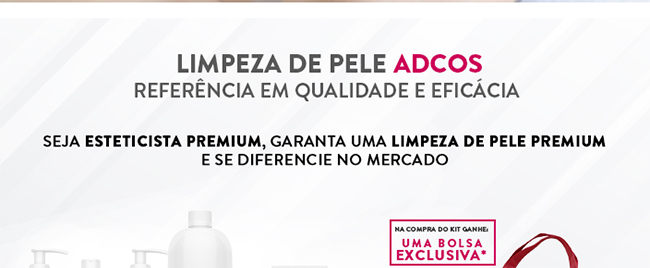 LIMPEZA DE PELE ADCOS
REFERÊNCIA EM QUALIDADE E EFICÁCIA
SEJA ESTETICISTA PREMIUM, GARANTA UMA LIMPEZA DE PELE PREMIUM
E SE DIFERENCIE NO MERCADO
NA COMPRA DO KIT GANHE:
UMA BOLSA
EXCLUSIVA*